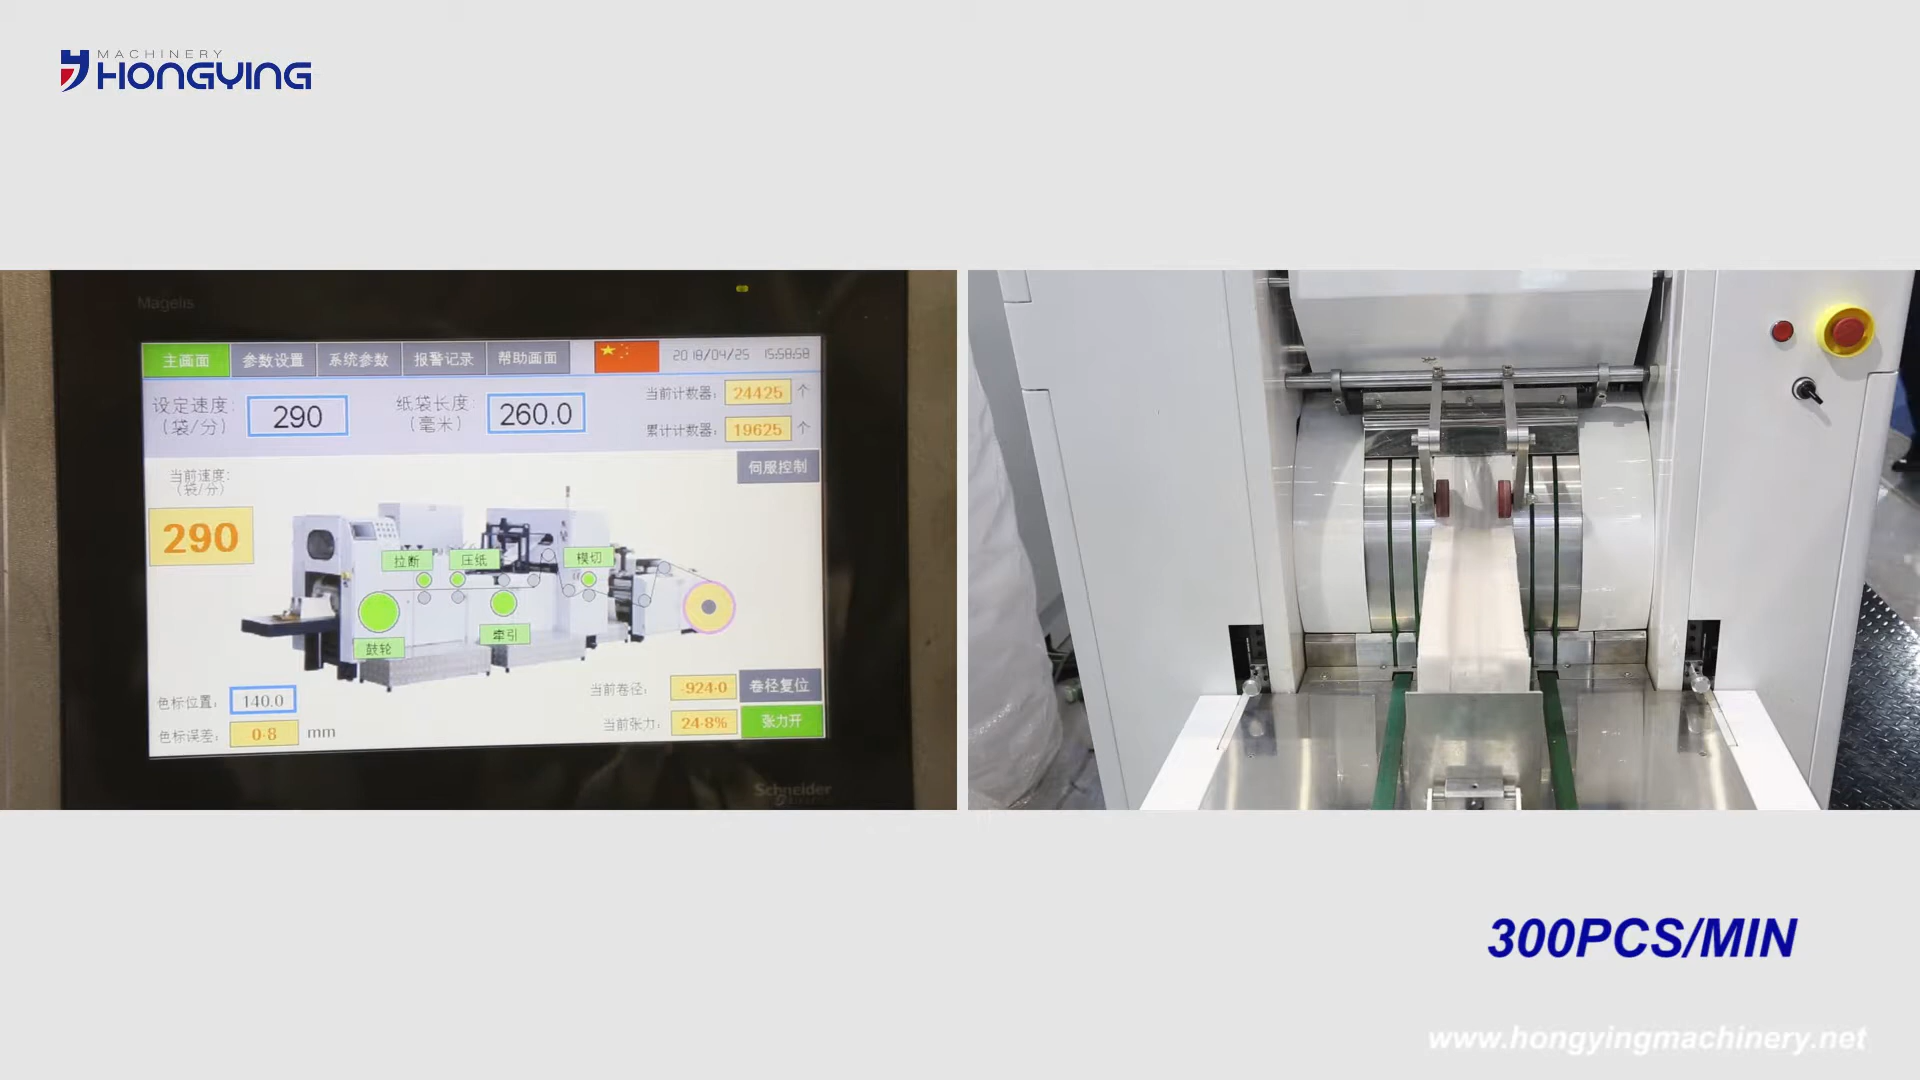 MACHINERY
HONGYING
Magelis
主画面 参数设置 系统参数 报警记录 帮助画面 2018/04/25 15:58:58
设定速度: 290 纸袋长度: 260.0 当前计数器: 24425 个
(袋/分) (毫米) 累计计数器: 19625 个
伺服控制
当前速度:
(袋/分)
290
拉断 压纸 模切
牵引
鼓轮
色标位置: 140.0 当前卷径: -924.0 卷径复位
色标误差: 0.8 mm 当前张力: 24.8% 张力开
Schneider
300PCS/MIN
www.hongyingmachinery.net